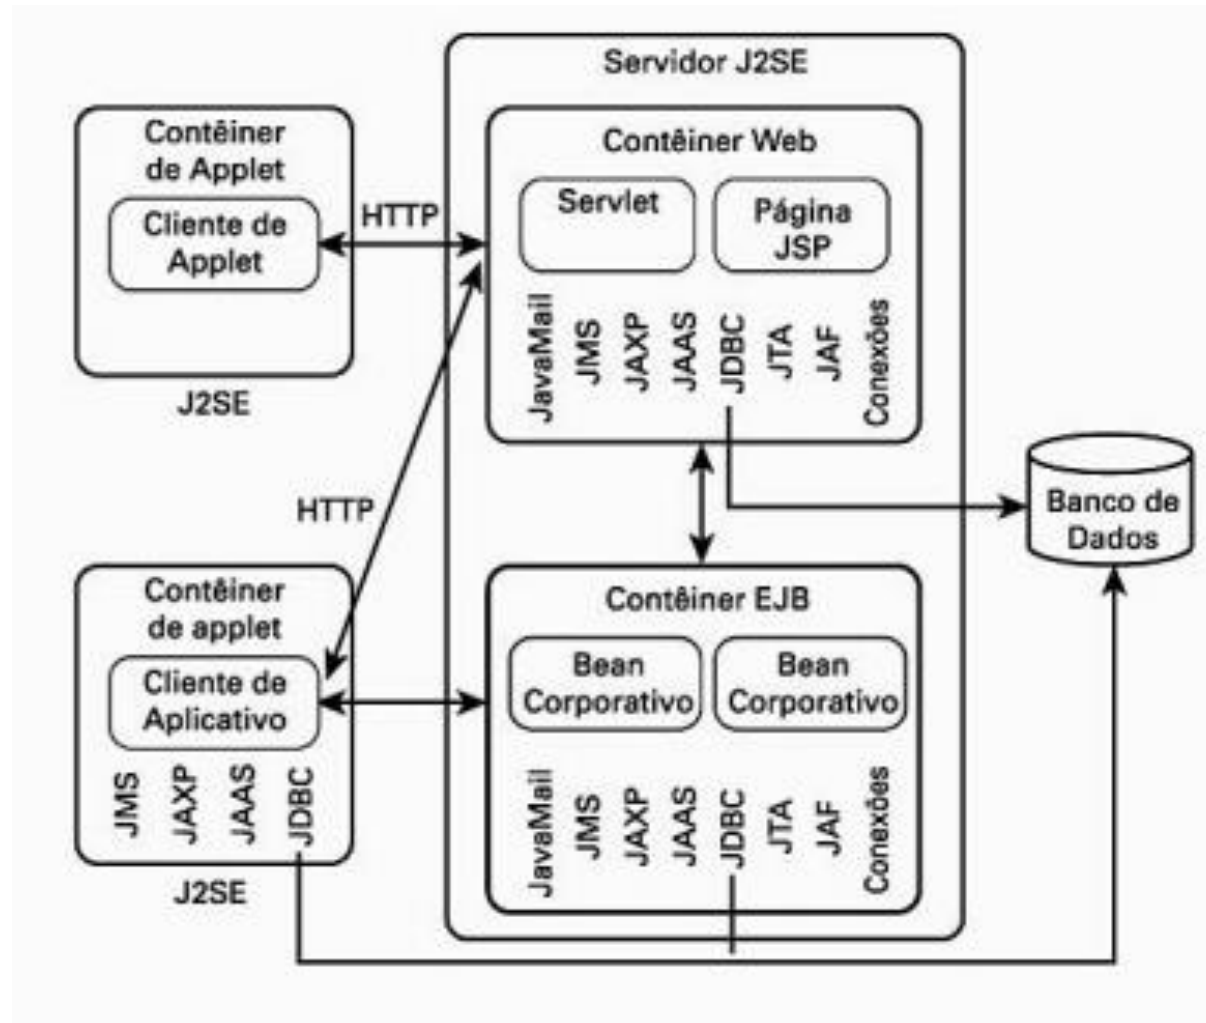 Servidor J2SE
Contêiner
de Applet
Cliente de
Applet
J2SE
HTTP
Contêiner Web
Servlet
Página
JSP
JavaMail
JMS
JAXP
JAAS
JDBC
JTA
JAF
Conexões
HTTP
Banco de
Dados
Contêiner
de applet
Cliente de
Aplicativo
JMS
JAXP
JAAS
JDBC
J2SE
Contêiner EJB
Bean
Corporativo
Bean
Corporativo
JavaMail
JMS
JAXP
JAAS
JDBC
JTA
JAF
Conexões